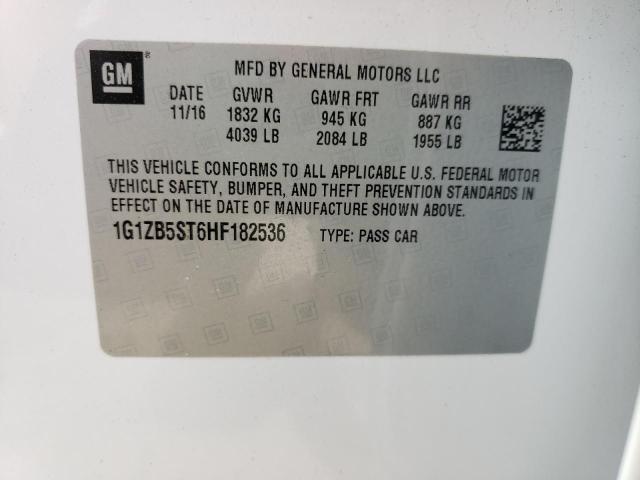 GM
MFD BY GENERAL MOTORS LLC
DATE GVWR GAWR FRT GAWR RR
11/16 1832 KG 945 KG 887 KG
4039 LB 2084 LB 1955 LB
THIS VEHICLE CONFORMS TO ALL APPLICABLE U.S. FEDERAL MOTOR
VEHICLE SAFETY, BUMPER, AND THEFT PREVENTION STANDARDS IN
EFFECT ON THE DATE OF MANUFACTURE SHOWN ABOVE.
1G1ZB5ST6HF182536 TYPE: PASS CAR